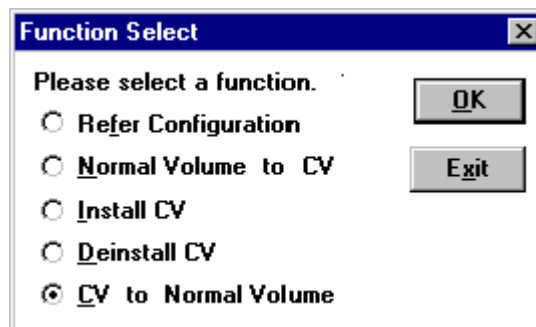 Function Select
Please select a function.
OK
Refer Configuration
Normal Volume to CV
Exit
Install CV
Deinstall CV
CV to Normal Volume